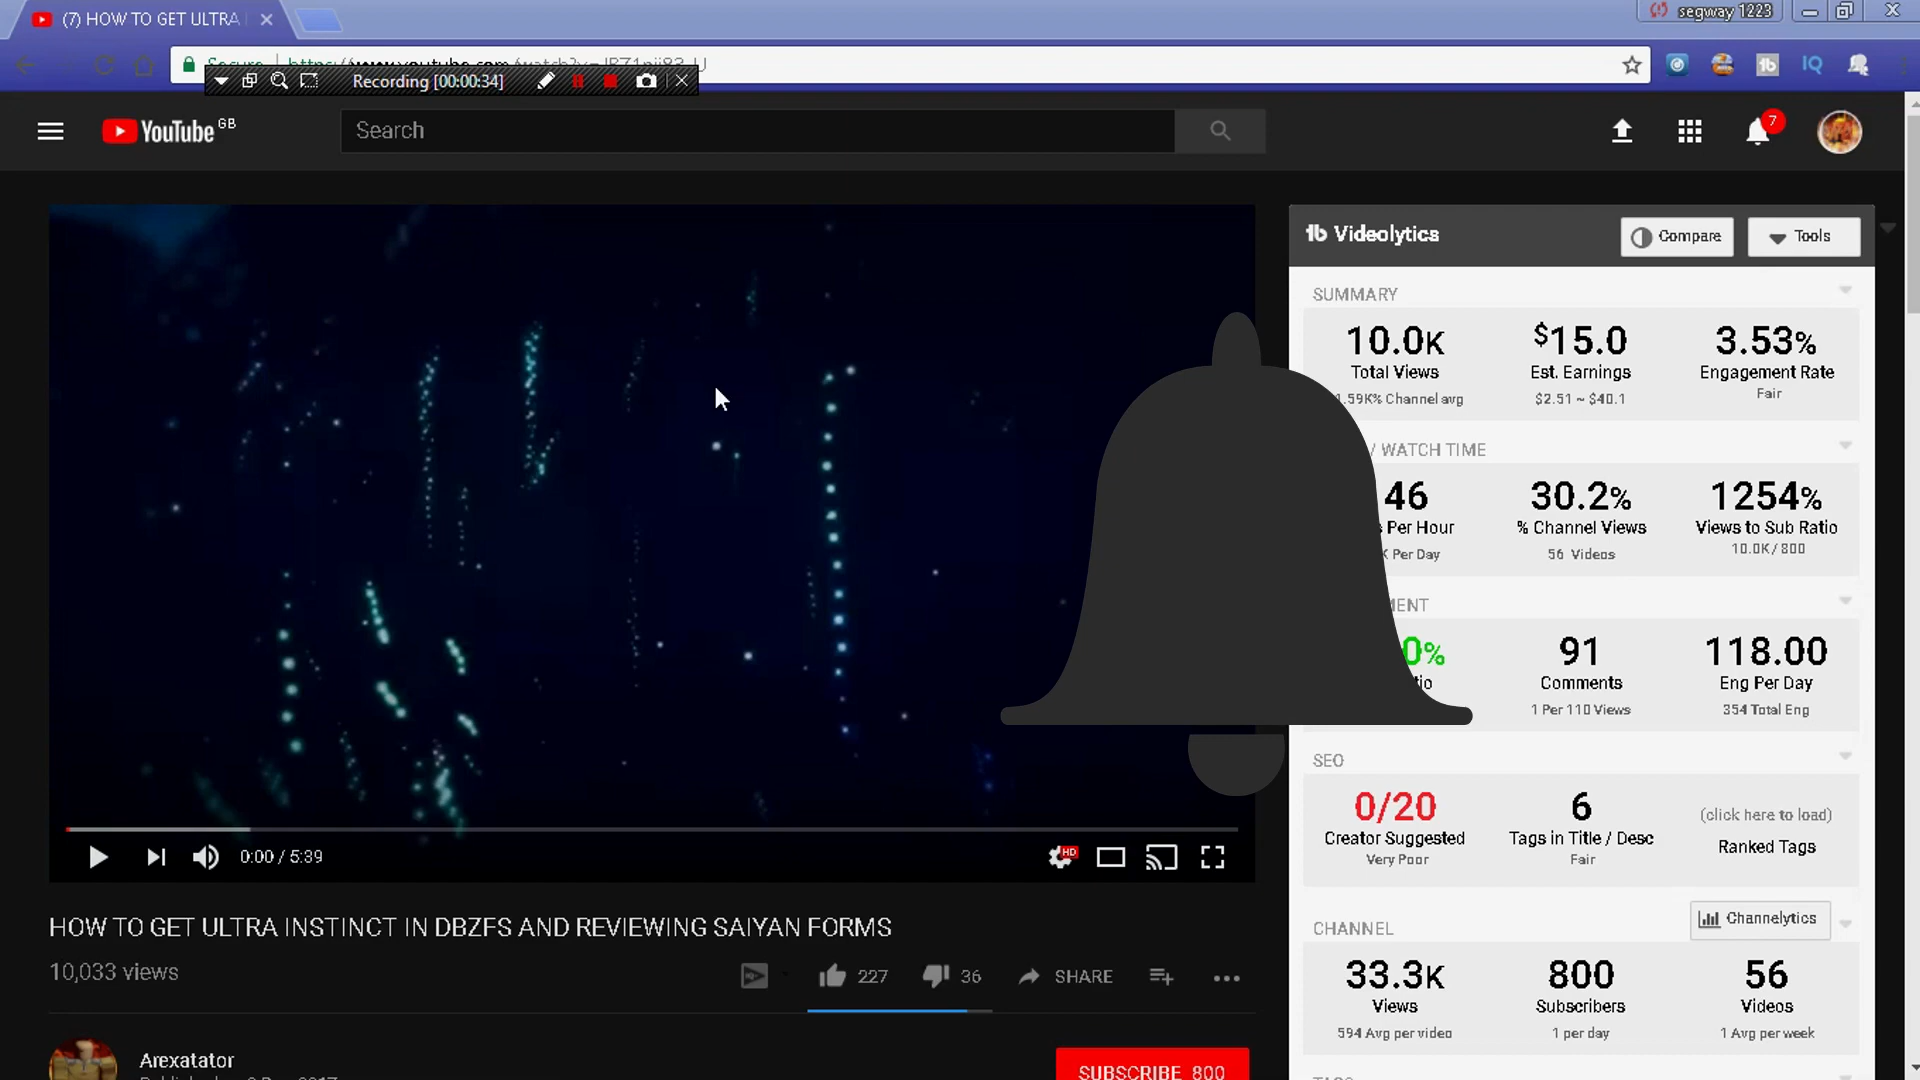 (7) HOW TO GET ULTRA
segway 1223
Recording [00:00:34]
IQ
YouTube GB
Search
7
tb Videolytics
Compare
Tools
SUMMARY
10.0K
$15.0
3.53%
Total Views
Est. Earnings
Engagement Rate
.59K% Channel avg
$2.51 ~ $40.1
Fair
/ WATCH TIME
46
30.2%
1254%
Per Hour
% Channel Views
Views to Sub Ratio
Per Day
56 Videos
10.0K / 800
MENT
0%
91
118.00
tio
Comments
Eng Per Day
1 Per 110 Views
354 Total Eng
SEO
0/20
6
(click here to load)
Creator Suggested
Tags in Title / Desc
Ranked Tags
Very Poor
Fair
0:00 / 5:39
HD
HOW TO GET ULTRA INSTINCT IN DBZFS AND REVIEWING SAIYAN FORMS
10,033 views
227
36
SHARE
CHANNEL
Channelytics
33.3K
800
56
Views
Subscribers
Videos
594 Avg per video
1 per day
1 Avg per week
Arexatator
SUBSCRIBE 800